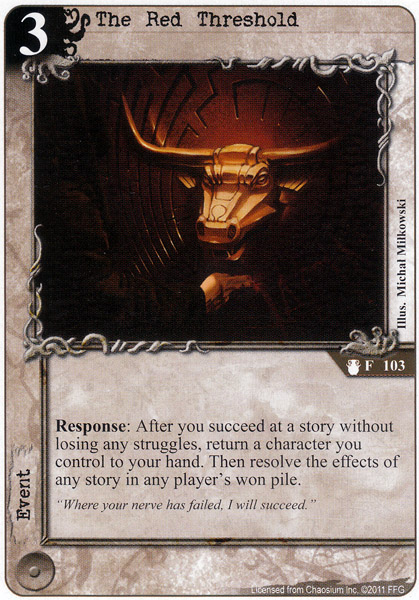 3
The Red Threshold
Illus. Michał Miłkowski
F 103
Response: After you succeed at a story without
losing any struggles, return a character you
control to your hand. Then resolve the effects of
any story in any player's won pile.
"Where your nerve has failed, I will succeed."
Event
Licensed from Chaosium Inc. ©2011 FFG